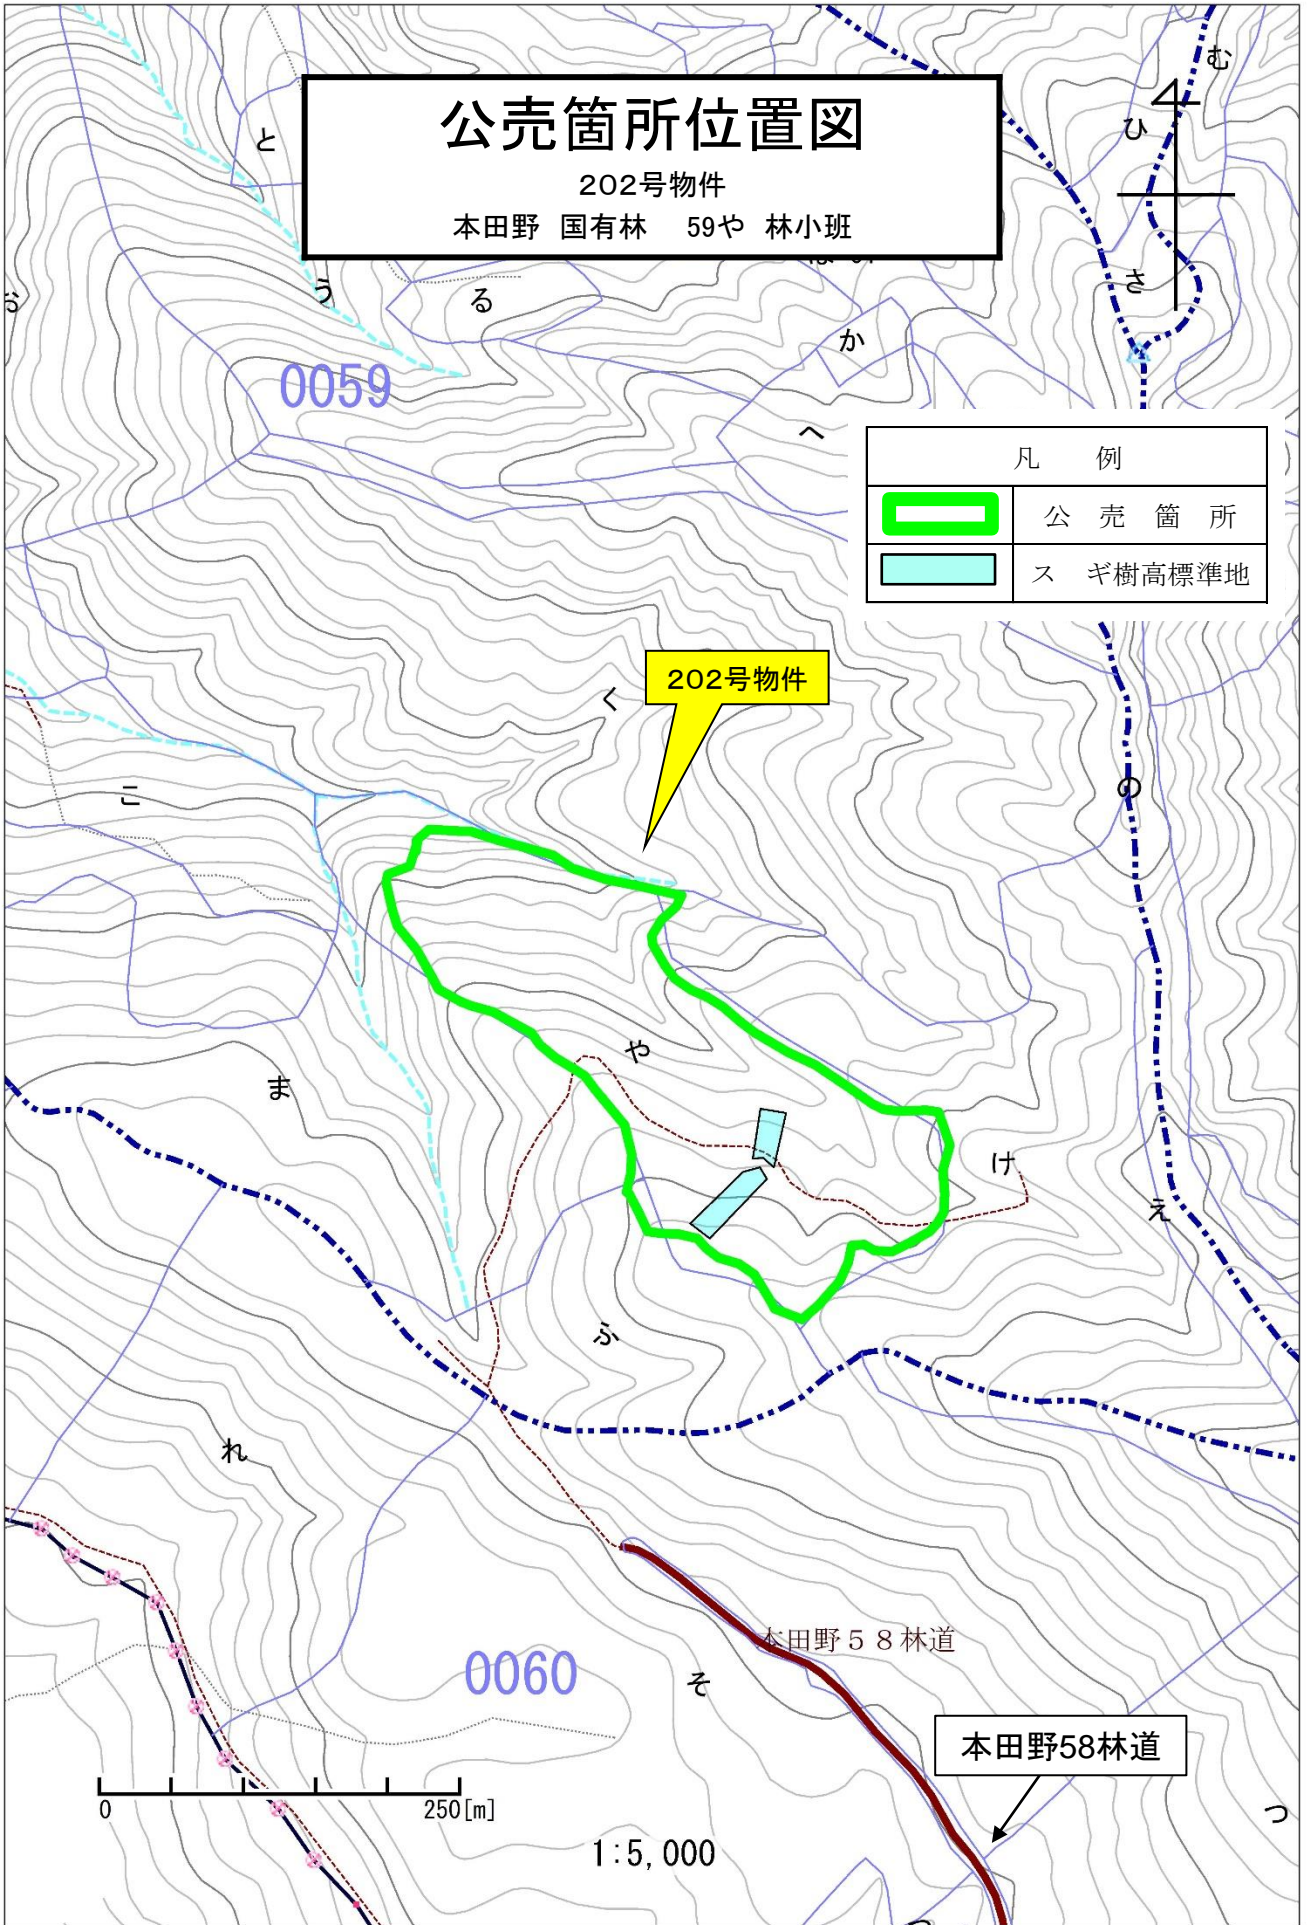 公売箇所位置図
202号物件
本田野 国有林 59や 林小班
む
ひ
と
さ
う
る
か
0059
へ
凡 例
公 売 箇 所
ス ギ樹高標準地
202号物件
く
の
こ
や
ま
け
え
ふ
れ
本田野58林道
0060
そ
本田野58林道
0 250[m]
つ
1:5,000